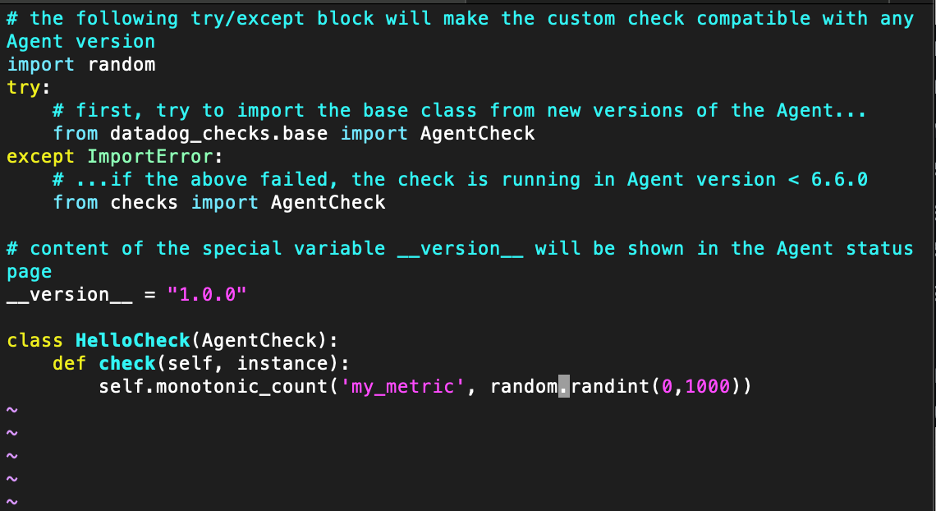 # the following try/except block will make the custom check compatible with any
Agent version
import random
try:
    # first, try to import the base class from new versions of the Agent...
    from datadog_checks.base import AgentCheck
except ImportError:
    # ...if the above failed, the check is running in Agent version < 6.6.0
    from checks import AgentCheck

# content of the special variable __version__ will be shown in the Agent status
page
__version__ = "1.0.0"

class HelloCheck(AgentCheck):
    def check(self, instance):
        self.monotonic_count('my_metric', random.randint(0,1000))
~
~
~
~
~